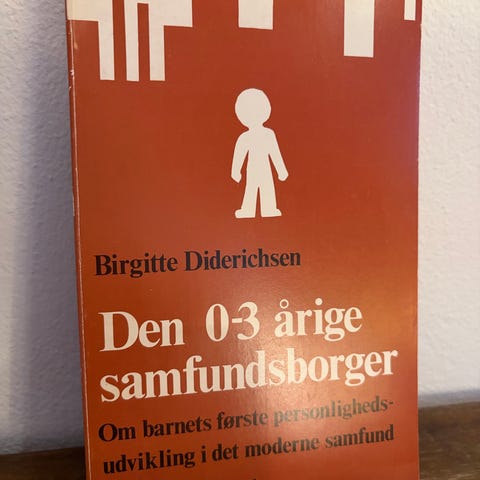 Birgitte Diderichsen
Den 0-3 årige
samfundsborger
Om barnets første personligheds-
udvikling i det moderne samfund